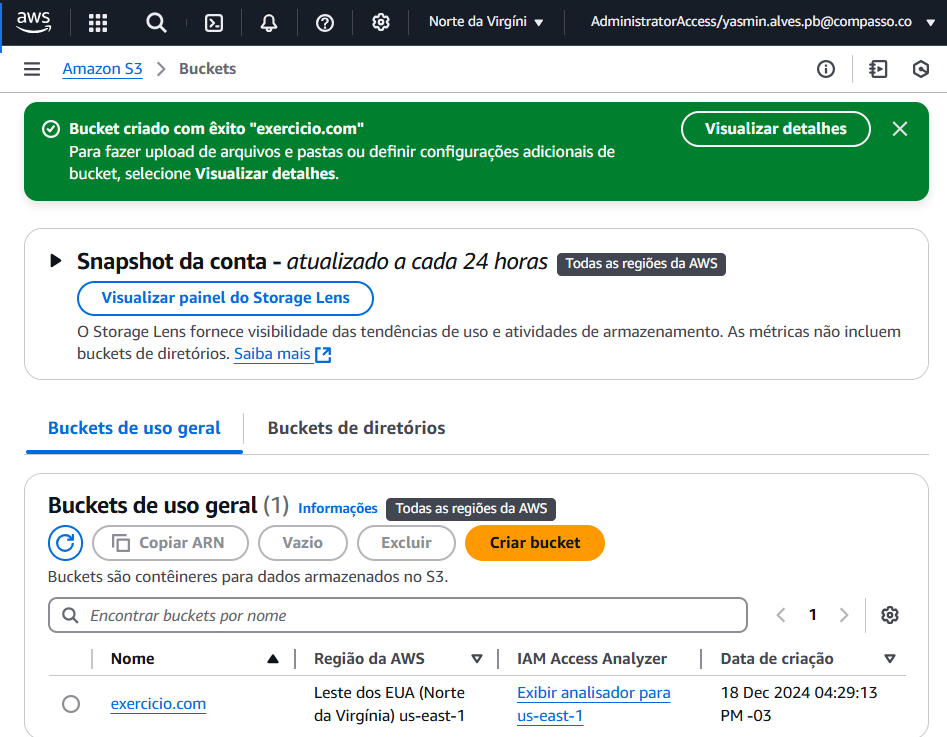 aws
Norte da Virgíni
AdministratorAccess/yasmin.alves.pb@compasso.co
Amazon S3
Buckets
Bucket criado com êxito "exercicio.com"
Para fazer upload de arquivos e pastas ou definir configurações adicionais de
bucket, selecione Visualizar detalhes.
Visualizar detalhes
Snapshot da conta - atualizado a cada 24 horas
Todas as regiões da AWS
Visualizar painel do Storage Lens
O Storage Lens fornece visibilidade das tendências de uso e atividades de armazenamento. As métricas não incluem
buckets de diretórios. Saiba mais
Buckets de uso geral
Buckets de diretórios
Buckets de uso geral (1)
Informações
Todas as regiões da AWS
Copiar ARN
Vazio
Excluir
Criar bucket
Buckets são contêineres para dados armazenados no S3.
Encontrar buckets por nome
1
Nome
Região da AWS
IAM Access Analyzer
Data de criação
exercicio.com
Leste dos EUA (Norte
da Virgínia) us-east-1
Exibir analisador para
us-east-1
18 Dec 2024 04:29:13
PM -03